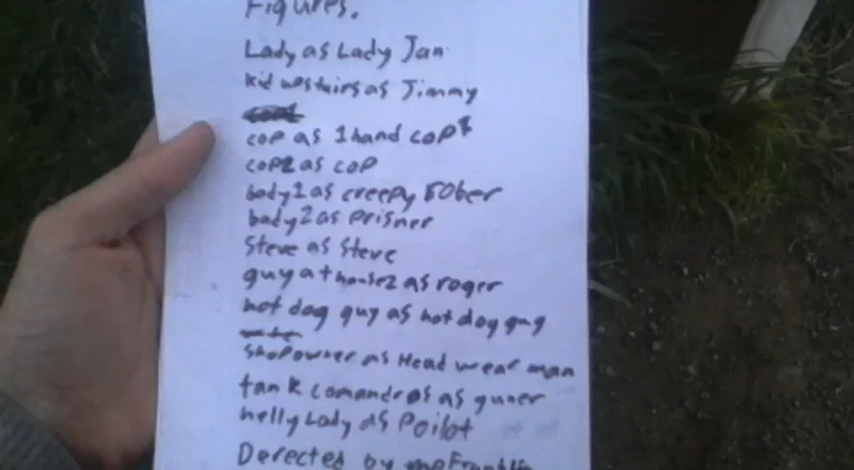 Figures.
Lady as Lady Jan
kid upstairs as Jimmy
cop as 1 hand cop
cop2 as cop
bady1 as creepy Rober
bady2 as Prisner
Steve as Steve
guy at house2 as roger
hot dog guy as hot dog guy
Shopowner as Head wear man
tank comandr as guner
helly Lady as Poilot
Derected by